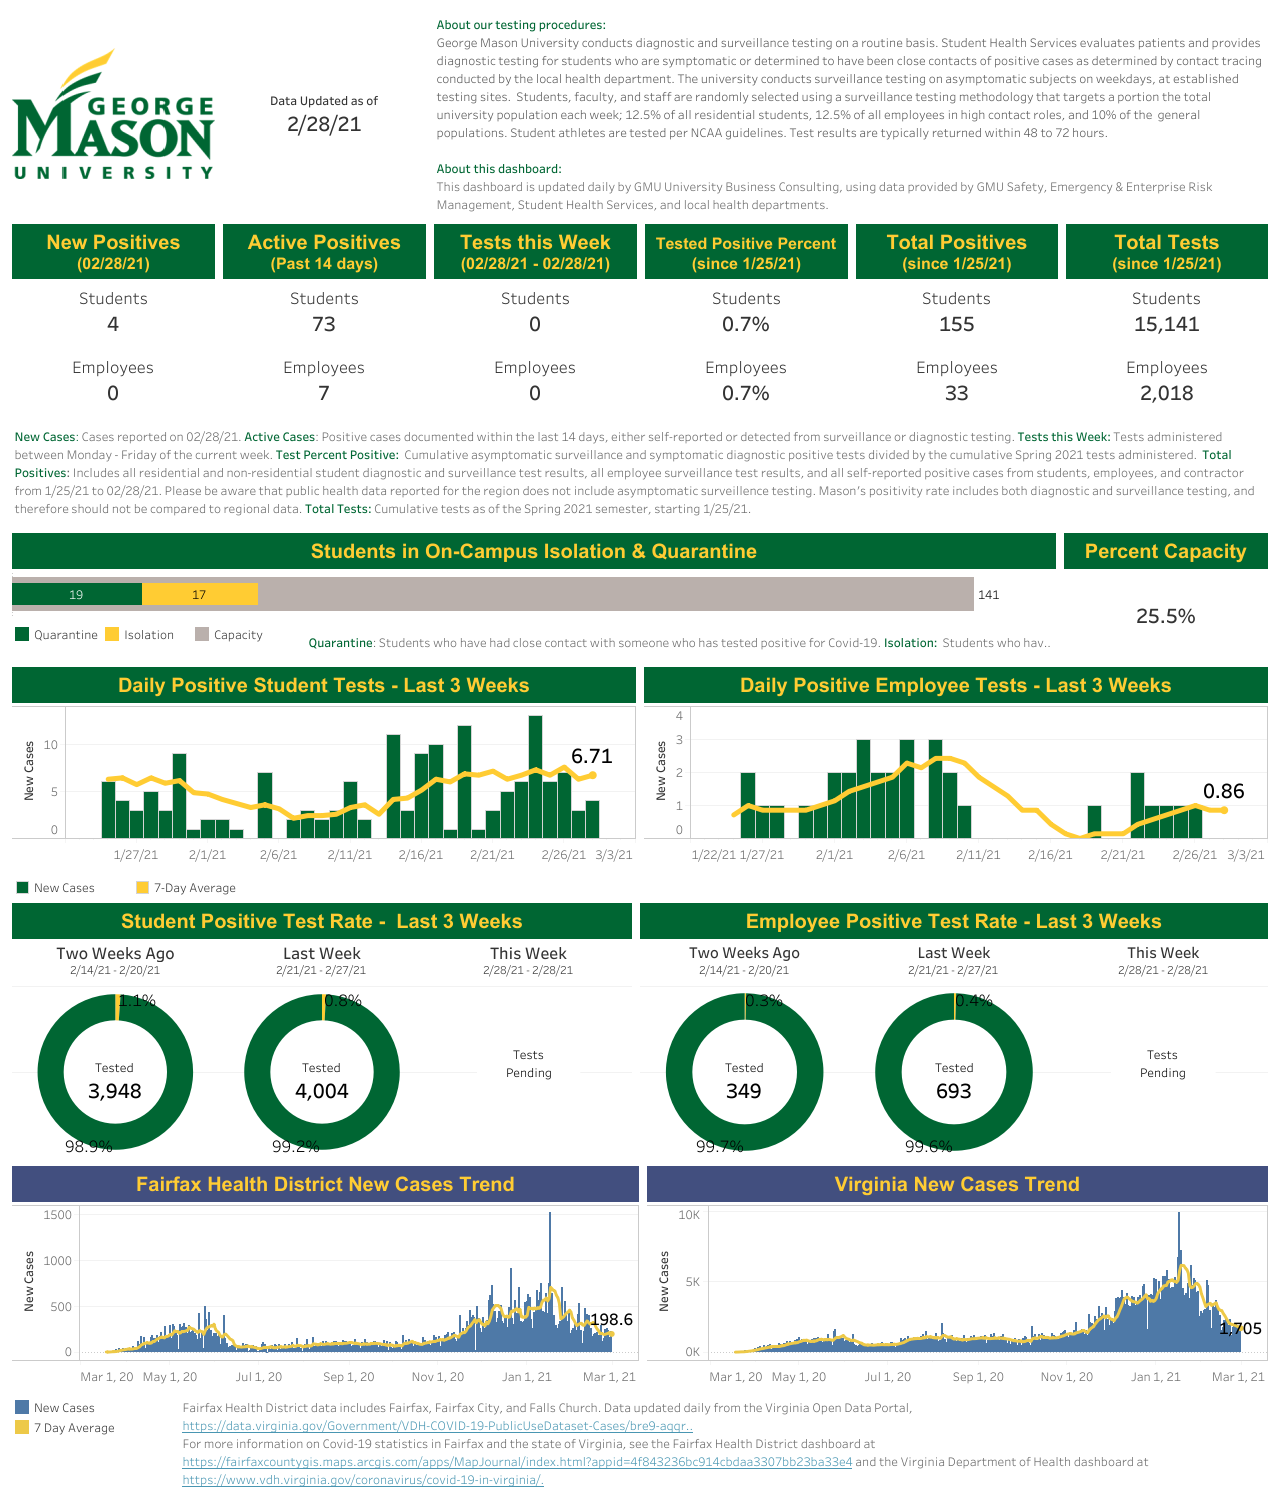 About our testing procedures:
George Mason University conducts diagnostic and surveillance testing on a routine basis. Student Health Services evaluates patients and provides
diagnostic testing for students who are symptomatic or determined to have been close contacts of positive cases as determined by contact tracing
conducted by the local health department. The university conducts surveillance testing on asymptomatic subjects on weekdays, at established
testing sites. Students, faculty, and staff are randomly selected using a surveillance testing methodology that targets a portion the total
university population each week; 12.5% of all residential students, 12.5% of all employees in high contact roles, and 10% of the general
populations. Student athletes are tested per NCAA guidelines. Test results are typically returned within 48 to 72 hours.
GEORGE
MASON
UNIVERSITY
Data Updated as of
2/28/21
About this dashboard:
This dashboard is updated daily by GMU University Business Consulting, using data provided by GMU Safety, Emergency & Enterprise Risk
Management, Student Health Services, and local health departments.
New Positives
(02/28/21)
Students
4
Employees
0
Active Positives
(Past 14 days)
Students
73
Employees
7
Tests this Week
(02/28/21 - 02/28/21)
Students
0
Employees
0
Tested Positive Percent
(since 1/25/21)
Students
0.7%
Employees
0.7%
Total Positives
(since 1/25/21)
Students
155
Employees
33
Total Tests
(since 1/25/21)
Students
15,141
Employees
2,018
New Cases: Cases reported on 02/28/21. Active Cases: Positive cases documented within the last 14 days, either self-reported or detected from surveillance or diagnostic testing. Tests this Week: Tests administered
between Monday - Friday of the current week. Test Percent Positive: Cumulative asymptomatic surveillance and symptomatic diagnostic positive tests divided by the cumulative Spring 2021 tests administered. Total
Positives: Includes all residential and non-residential student diagnostic and surveillance test results, all employee surveillance test results, and all self-reported positive cases from students, employees, and contractor
from 1/25/21 to 02/28/21. Please be aware that public health data reported for the region does not include asymptomatic surveillence testing. Mason's positivity rate includes both diagnostic and surveillance testing, and
therefore should not be compared to regional data. Total Tests: Cumulative tests as of the Spring 2021 semester, starting 1/25/21.
Students in On-Campus Isolation & Quarantine
19 17 141
Quarantine Isolation Capacity
Quarantine: Students who have had close contact with someone who has tested positive for Covid-19. Isolation: Students who hav..
Percent Capacity
25.5%
Daily Positive Student Tests - Last 3 Weeks
New Cases
10
5
0
6.71
1/27/21 2/1/21 2/6/21 2/11/21 2/16/21 2/21/21 2/26/21 3/3/21
New Cases 7-Day Average
Daily Positive Employee Tests - Last 3 Weeks
New Cases
4
3
2
1
0
0.86
1/22/21 1/27/21 2/1/21 2/6/21 2/11/21 2/16/21 2/21/21 2/26/21 3/3/21
Student Positive Test Rate - Last 3 Weeks
Two Weeks Ago
2/14/21 - 2/20/21
1.1%
Tested
3,948
98.9%
Last Week
2/21/21 - 2/27/21
0.8%
Tested
4,004
99.2%
This Week
2/28/21 - 2/28/21
Tests
Pending
Employee Positive Test Rate - Last 3 Weeks
Two Weeks Ago
2/14/21 - 2/20/21
0.3%
Tested
349
99.7%
Last Week
2/21/21 - 2/27/21
0.4%
Tested
693
99.6%
This Week
2/28/21 - 2/28/21
Tests
Pending
Fairfax Health District New Cases Trend
New Cases
1500
1000
500
0
198.6
Mar 1, 20 May 1, 20 Jul 1, 20 Sep 1, 20 Nov 1, 20 Jan 1, 21 Mar 1, 21
Virginia New Cases Trend
New Cases
10K
5K
0K
1,705
Mar 1, 20 May 1, 20 Jul 1, 20 Sep 1, 20 Nov 1, 20 Jan 1, 21 Mar 1, 21
New Cases
7 Day Average
Fairfax Health District data includes Fairfax, Fairfax City, and Falls Church. Data updated daily from the Virginia Open Data Portal,
https://data.virginia.gov/Government/VDH-COVID-19-PublicUseDataset-Cases/bre9-aqqr..
For more information on Covid-19 statistics in Fairfax and the state of Virginia, see the Fairfax Health District dashboard at
https://fairfaxcountygis.maps.arcgis.com/apps/MapJournal/index.html?appid=4f843236bc914cbdaa3307bb23ba33e4 and the Virginia Department of Health dashboard at
https://www.vdh.virginia.gov/coronavirus/covid-19-in-virginia/.